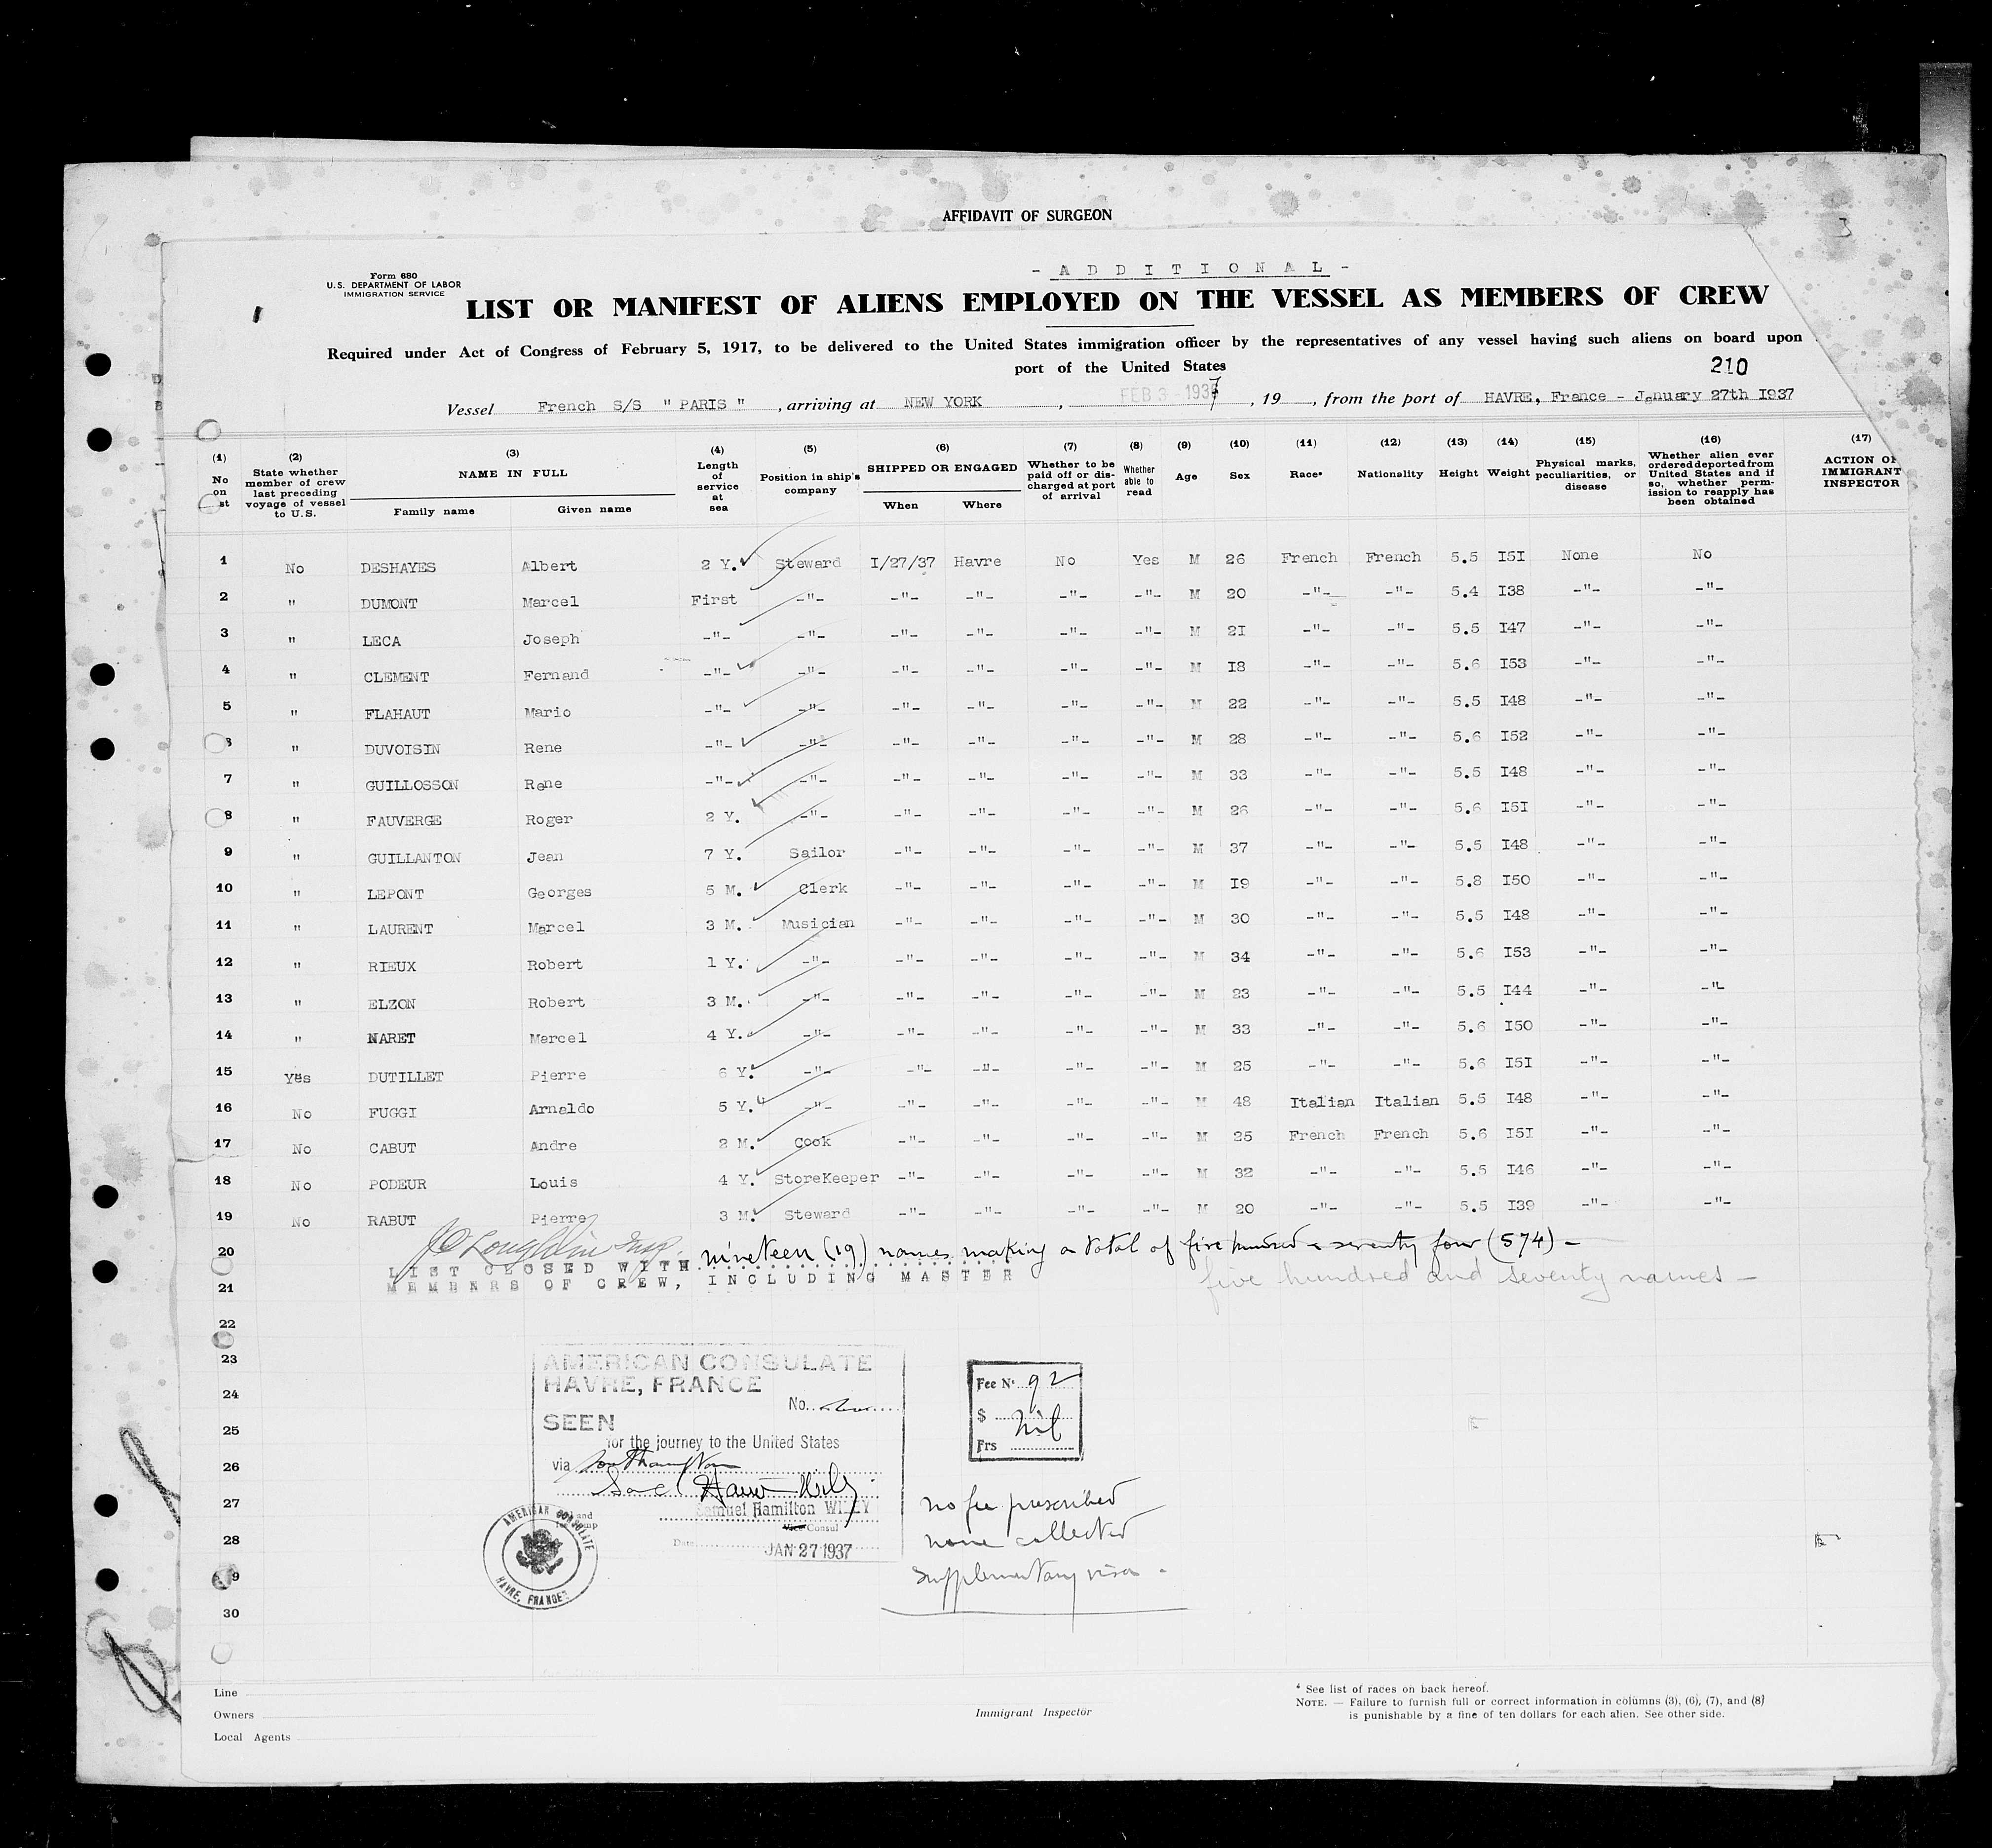 AFFIDAVIT OF SURGEON
- A D D I T I O N A L -
Form 680
U.S. DEPARTMENT OF LABOR
IMMIGRATION SERVICE
LIST OR MANIFEST OF ALIENS EMPLOYED ON THE VESSEL AS MEMBERS OF CREW
Required under Act of Congress of February 5, 1917, to be delivered to the United States immigration officer by the representatives of any vessel having such aliens on board upon
port of the United States
210
Vessel French S/S " PARIS " , arriving at NEW YORK , FEB 3 - 1937 , 19 , from the port of HAVRE, France - January 27th I937
(1) No on st (2) State whether member of crew last preceding voyage of vessel to U.S. (3) NAME IN FULL Family name Given name (4) Length of service at sea (5) Position in ship's company (6) SHIPPED OR ENGAGED When Where (7) Whether to be paid off or discharged at port of arrival (8) Whether able to read (9) Age (10) Sex (11) Race* (12) Nationality (13) Height (14) Weight (15) Physical marks, peculiarities, or disease (16) Whether alien ever ordered deported from United States and if so, whether permission to reapply has been obtained (17) ACTION OF IMMIGRANT INSPECTOR
1 No DESHAYES Albert 2 Y. Steward I/27/37 Havre No Yes M 26 French French 5.5 I5I None No
2 " DUMONT Marcel First -"- -"- -"- -"- -"- M 20 -"- -"- 5.4 I38 -"- -"-
3 " LECA Joseph -"- -"- -"- -"- -"- -"- M 2I -"- -"- 5.5 I47 -"- -"-
4 " CLEMENT Fernand -"- -"- -"- -"- -"- -"- M I8 -"- -"- 5.6 I53 -"- -"-
5 " FLAHAUT Mario -"- -"- -"- -"- -"- -"- M 22 -"- -"- 5.5 I48 -"- -"-
6 " DUVOISIN Rene -"- -"- -"- -"- -"- -"- M 28 -"- -"- 5.6 I52 -"- -"-
7 " GUILLOSSON Rene -"- -"- -"- -"- -"- -"- M 33 -"- -"- 5.5 I48 -"- -"-
8 " FAUVERGE Roger 2 Y. -"- -"- -"- -"- -"- M 26 -"- -"- 5.6 I5I -"- -"-
9 " GUILLANTON Jean 7 Y. Sailor -"- -"- -"- -"- M 37 -"- -"- 5.5 I48 -"- -"-
10 " LEPONT Georges 5 M. Clerk -"- -"- -"- -"- M I9 -"- -"- 5.8 I50 -"- -"-
11 " LAURENT Marcel 3 M. Musician -"- -"- -"- -"- M 30 -"- -"- 5.5 I48 -"- -"-
12 " RIEUX Robert 1 Y. -"- -"- -"- -"- -"- M 34 -"- -"- 5.6 I53 -"- -"-
13 " ELZON Robert 3 M. -"- -"- -"- -"- -"- M 23 -"- -"- 5.5 I44 -"- -"-
14 " NARET Marcel 4 Y. -"- -"- -"- -"- -"- M 33 -"- -"- 5.6 I50 -"- -"-
15 Yes DUTILLET Pierre 6 Y. -"- -"- -"- -"- -"- M 25 -"- -"- 5.6 I5I -"- -"-
16 No FUGGI Arnaldo 5 Y. -"- -"- -"- -"- -"- M 48 Italian Italian 5.5 I48 -"- -"-
17 No CABUT Andre 2 M. Cook -"- -"- -"- -"- M 25 French French 5.6 I5I -"- -"-
18 No PODEUR Louis 4 Y. StoreKeeper -"- -"- -"- -"- M 32 -"- -"- 5.5 I46 -"- -"-
19 No RABUT Pierre 3 M. Steward -"- -"- -"- -"- M 20 -"- -"- 5.5 I39 -"- -"-
20 nineteen (19) names making a total of five hundred & seventy four (574) -
LIST CLOSED WITH
21 MEMBERS OF CREW, INCLUDING MASTER five hundred and seventy names -
22
23
24
25
26
27
28
29
30
AMERICAN CONSULATE
HAVRE, FRANCE
No.
SEEN
for the journey to the United States
via Southampton
Samuel Hamilton WILEY
Vice Consul
Date JAN 27 1937
AMERICAN CONSULATE
HAVRE, FRANCE
Fee No. 92
$ Nil
Frs
no fee prescribed
none collected
supplementary visa.
Line
Owners
Local Agents
Immigrant Inspector
* See list of races on back hereof.
NOTE. — Failure to furnish full or correct information in columns (3), (6), (7), and (8)
is punishable by a fine of ten dollars for each alien. See other side.